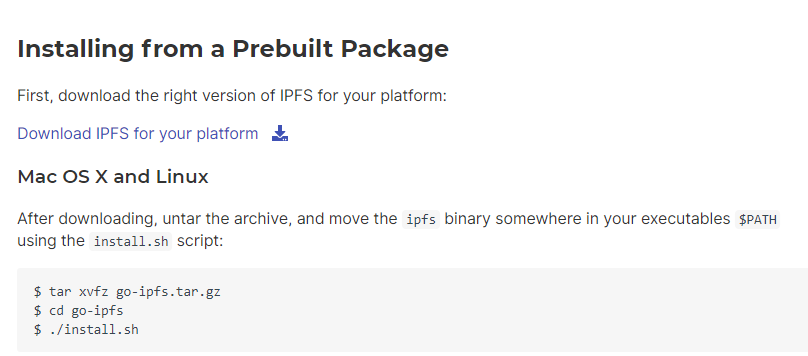 Installing from a Prebuilt Package
First, download the right version of IPFS for your platform:
Download IPFS for your platform
Mac OS X and Linux
After downloading, untar the archive, and move the ipfs binary somewhere in your executables $PATH
using the install.sh script:
$ tar xvfz go-ipfs.tar.gz
$ cd go-ipfs
$ ./install.sh